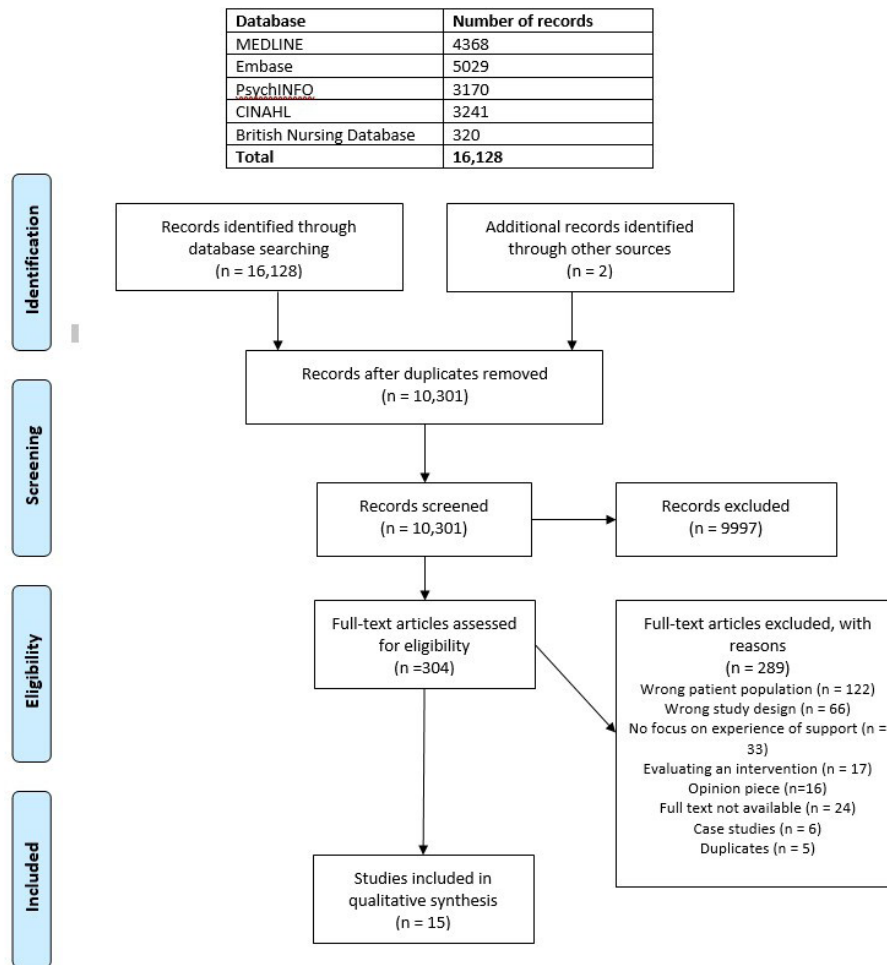 Database Number of records
MEDLINE 4368
Embase 5029
PsychINFO 3170
CINAHL 3241
British Nursing Database 320
Total 16,128
Identification
Records identified through
database searching
(n = 16,128)
Additional records identified
through other sources
(n = 2)
Records after duplicates removed
(n = 10,301)
Screening
Records screened
(n = 10,301)
Records excluded
(n = 9997)
Eligibility
Full-text articles assessed
for eligibility
(n =304)
Full-text articles excluded, with
reasons
(n = 289)
Wrong patient population (n = 122)
Wrong study design (n = 66)
No focus on experience of support (n =
33)
Evaluating an intervention (n = 17)
Opinion piece (n=16)
Full text not available (n = 24)
Case studies (n = 6)
Duplicates (n = 5)
Included
Studies included in
qualitative synthesis
(n = 15)